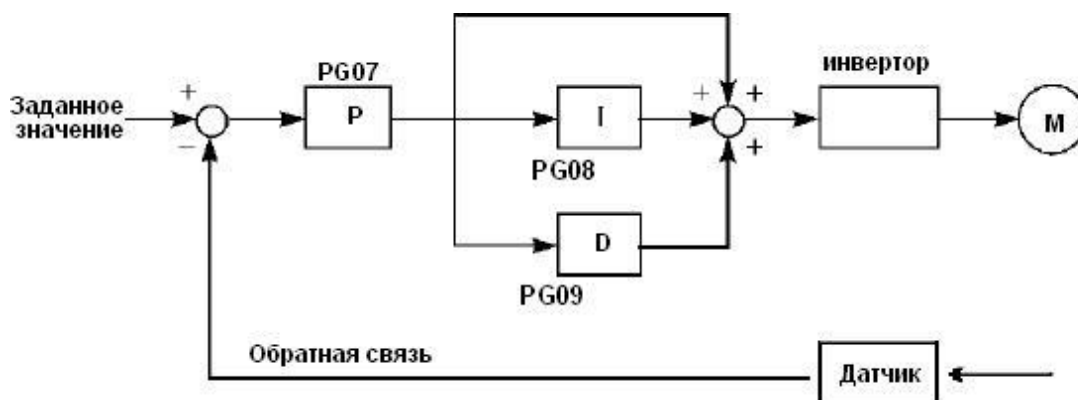 PG07
инвертор
Заданное
значение
+
−
P
I
+
+
+
M
PG08
D
PG09
Обратная связь
Датчик